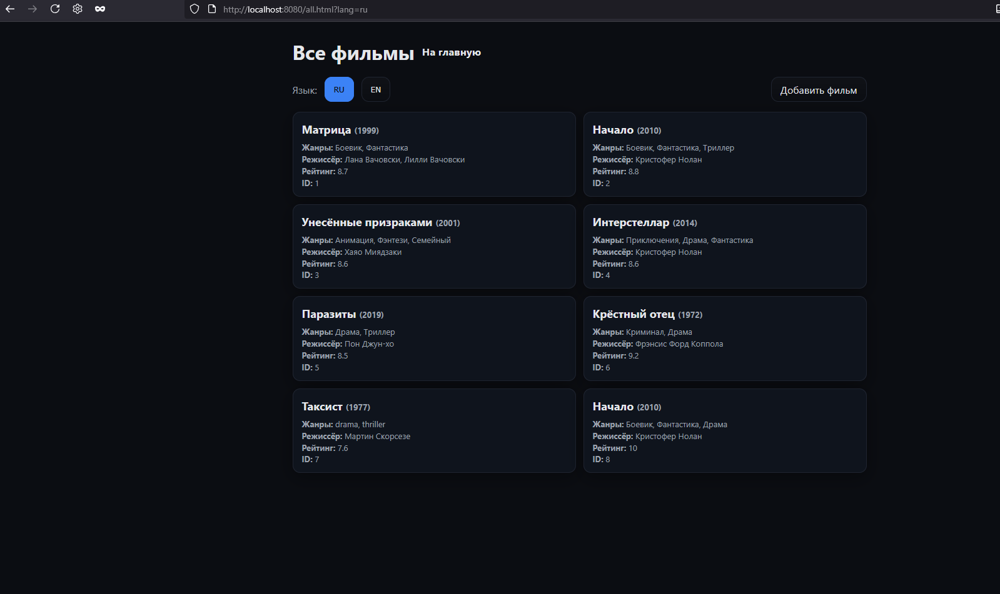 http://localhost:8080/all.html?lang=ru
Все фильмы На главную
Язык: RU EN Добавить фильм
Матрица (1999)
Жанры: Боевик, Фантастика
Режиссёр: Лана Вачовски, Лилли Вачовски
Рейтинг: 8.7
ID: 1
Начало (2010)
Жанры: Боевик, Фантастика, Триллер
Режиссёр: Кристофер Нолан
Рейтинг: 8.8
ID: 2
Унесённые призраками (2001)
Жанры: Анимация, Фэнтези, Семейный
Режиссёр: Хаяо Миядзаки
Рейтинг: 8.6
ID: 3
Интерстеллар (2014)
Жанры: Приключения, Драма, Фантастика
Режиссёр: Кристофер Нолан
Рейтинг: 8.6
ID: 4
Паразиты (2019)
Жанры: Драма, Триллер
Режиссёр: Пон Джун-хо
Рейтинг: 8.5
ID: 5
Крёстный отец (1972)
Жанры: Криминал, Драма
Режиссёр: Фрэнсис Форд Коппола
Рейтинг: 9.2
ID: 6
Таксист (1977)
Жанры: drama, thriller
Режиссёр: Мартин Скорсезе
Рейтинг: 7.6
ID: 7
Начало (2010)
Жанры: Боевик, Фантастика, Драма
Режиссёр: Кристофер Нолан
Рейтинг: 10
ID: 8